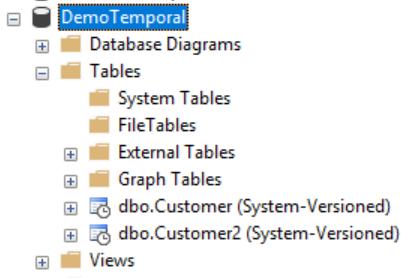 DemoTemporal
Database Diagrams
Tables
System Tables
FileTables
External Tables
Graph Tables
dbo.Customer (System-Versioned)
dbo.Customer2 (System-Versioned)
Views